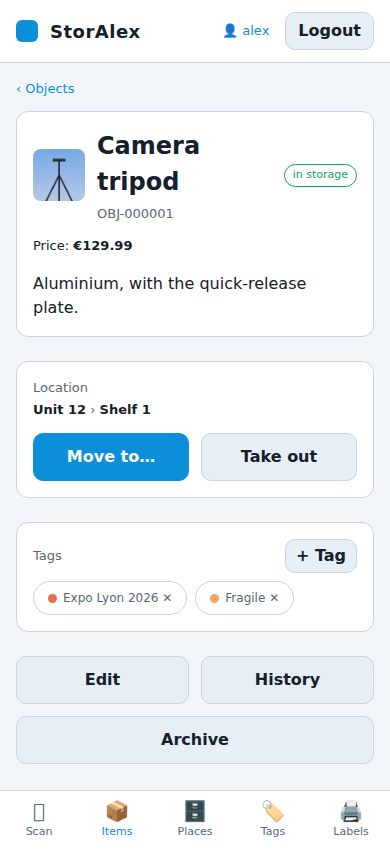 StorAlex
alex
Logout
‹ Objects
Camera
tripod
in storage
OBJ-000001
Price: €129.99
Aluminium, with the quick-release
plate.
Location
Unit 12 › Shelf 1
Move to…
Take out
Tags
+ Tag
Expo Lyon 2026 ✕
Fragile ✕
Edit
History
Archive
Scan
Items
Places
Tags
Labels